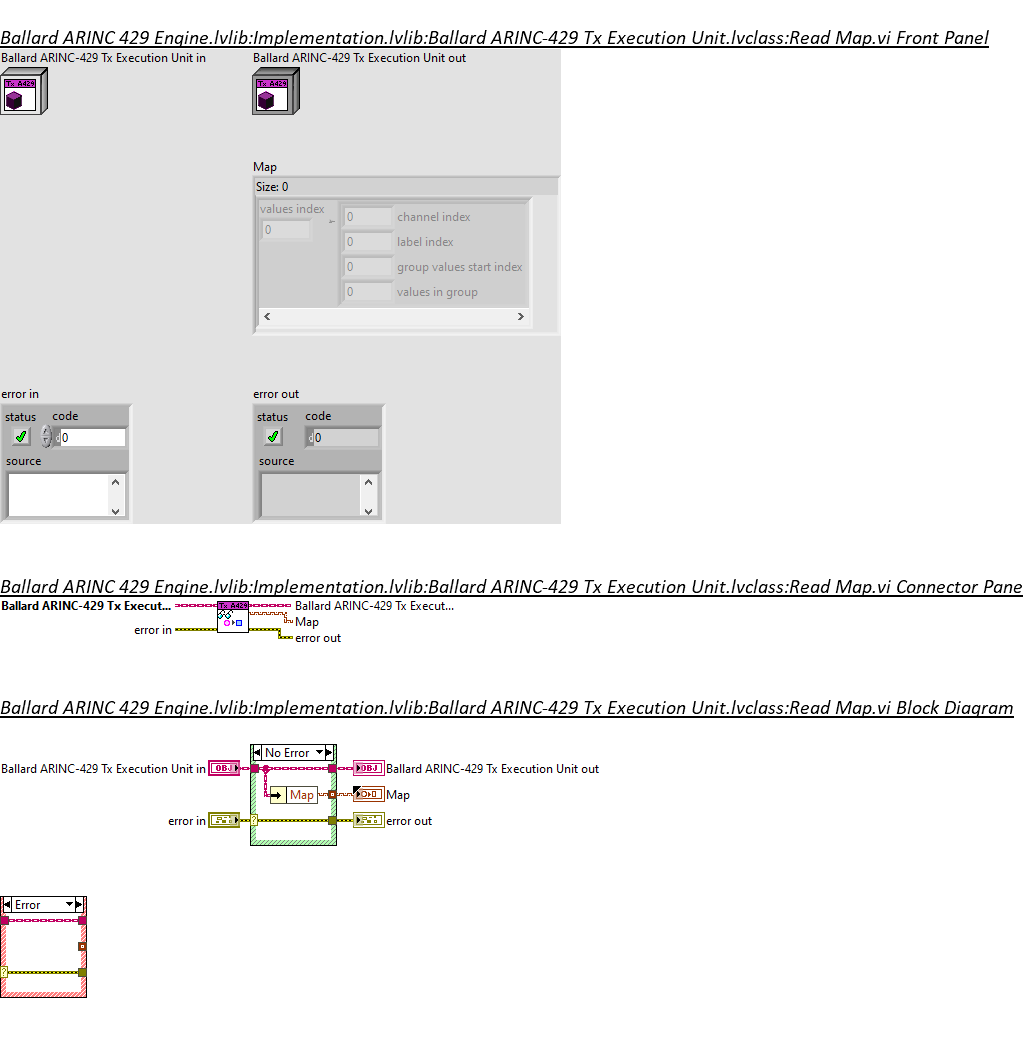 Ballard ARINC 429 Engine.lvlib:Implementation.lvlib:Ballard ARINC-429 Tx Execution Unit.lvclass:Read Map.vi Front Panel
Ballard ARINC-429 Tx Execution Unit in
Ballard ARINC-429 Tx Execution Unit out
Tx A429
Tx A429
Map
Size: 0
values index
0
0 channel index
0 label index
0 group values start index
0 values in group
error in
error out
status code
d 0
source
status code
d 0
source
Ballard ARINC 429 Engine.lvlib:Implementation.lvlib:Ballard ARINC-429 Tx Execution Unit.lvclass:Read Map.vi Connector Pane
Ballard ARINC-429 Tx Execut...
Tx A429
Ballard ARINC-429 Tx Execut...
Map
error in
error out
Ballard ARINC 429 Engine.lvlib:Implementation.lvlib:Ballard ARINC-429 Tx Execution Unit.lvclass:Read Map.vi Block Diagram
No Error
Ballard ARINC-429 Tx Execution Unit in
OBJ
OBJ
Ballard ARINC-429 Tx Execution Unit out
Map
Map
error in
?
error out
Error
?